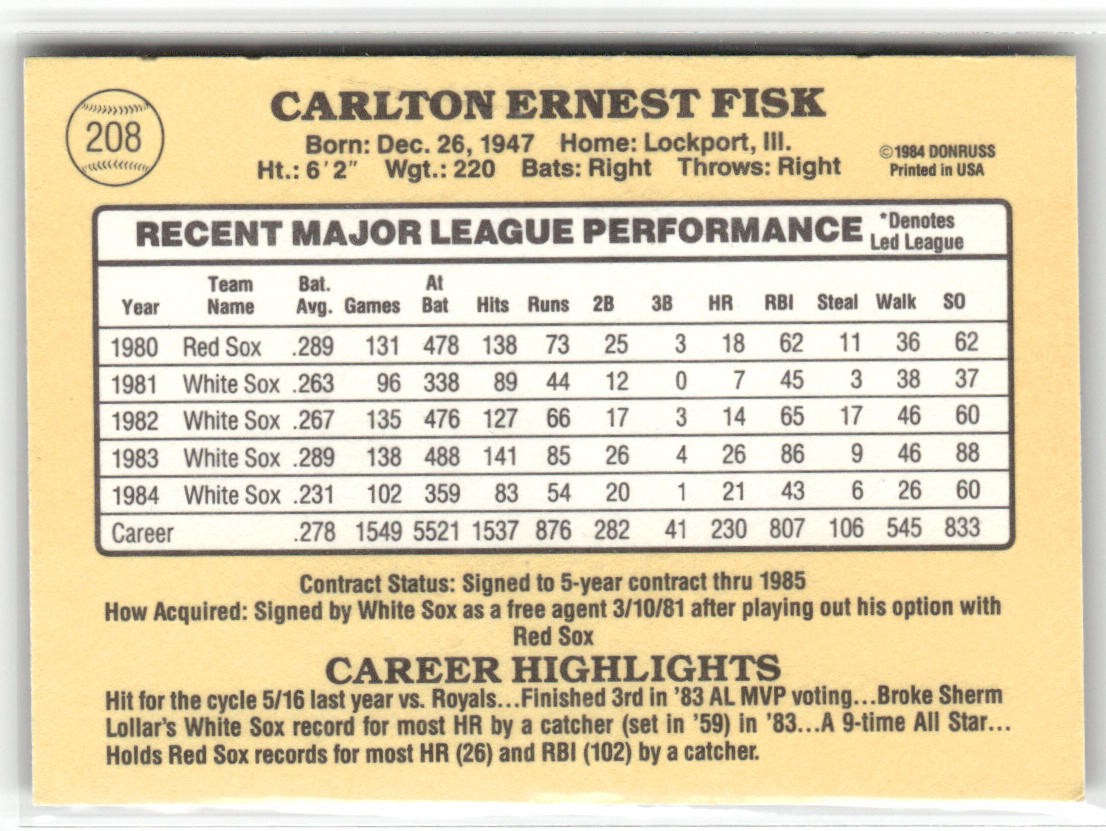 208
CARLTON ERNEST FISK
Born: Dec. 26, 1947 Home: Lockport, Ill.
Ht.: 6'2" Wgt.: 220 Bats: Right Throws: Right
©1984 DONRUSS
Printed in USA
RECENT MAJOR LEAGUE PERFORMANCE *Denotes Led League
Year Team Name Bat. Avg. Games At Bat Hits Runs 2B 3B HR RBI Steal Walk SO
1980 Red Sox .289 131 478 138 73 25 3 18 62 11 36 62
1981 White Sox .263 96 338 89 44 12 0 7 45 3 38 37
1982 White Sox .267 135 476 127 66 17 3 14 65 17 46 60
1983 White Sox .289 138 488 141 85 26 4 26 86 9 46 88
1984 White Sox .231 102 359 83 54 20 1 21 43 6 26 60
Career .278 1549 5521 1537 876 282 41 230 807 106 545 833
Contract Status: Signed to 5-year contract thru 1985
How Acquired: Signed by White Sox as a free agent 3/10/81 after playing out his option with
Red Sox
CAREER HIGHLIGHTS
Hit for the cycle 5/16 last year vs. Royals...Finished 3rd in '83 AL MVP voting...Broke Sherm
Lollar's White Sox record for most HR by a catcher (set in '59) in '83...A 9-time All Star...
Holds Red Sox records for most HR (26) and RBI (102) by a catcher.